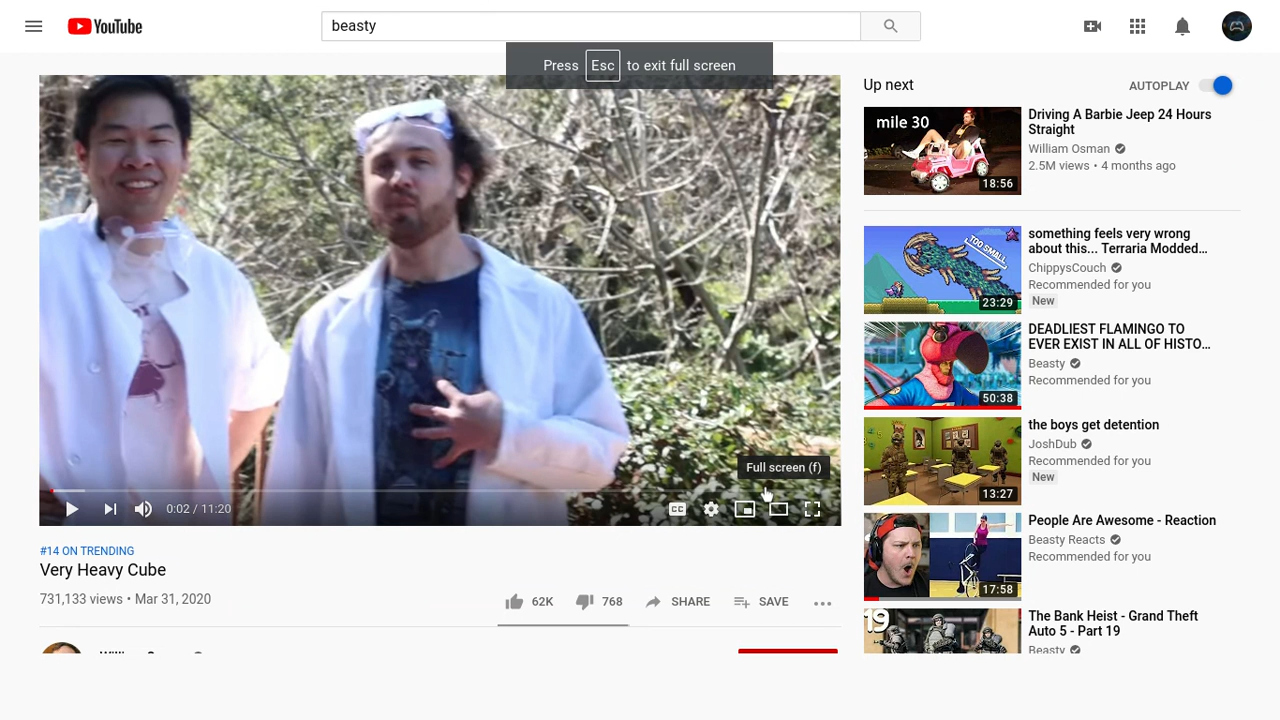 YouTube
beasty
Press Esc to exit full screen
Full screen (f)
0:02 / 11:20
CC
#14 ON TRENDING
Very Heavy Cube
731,133 views • Mar 31, 2020
62K
768
SHARE
SAVE
Up next
AUTOPLAY
mile 30
18:56
Driving A Barbie Jeep 24 Hours
Straight
William Osman
2.5M views • 4 months ago
TOO SMALL
23:29
something feels very wrong
about this... Terraria Modded…
ChippysCouch
Recommended for you
New
50:38
DEADLIEST FLAMINGO TO
EVER EXIST IN ALL OF HISTO…
Beasty
Recommended for you
13:27
the boys get detention
JoshDub
Recommended for you
New
17:58
People Are Awesome - Reaction
Beasty Reacts
Recommended for you
19
The Bank Heist - Grand Theft
Auto 5 - Part 19
Beasty